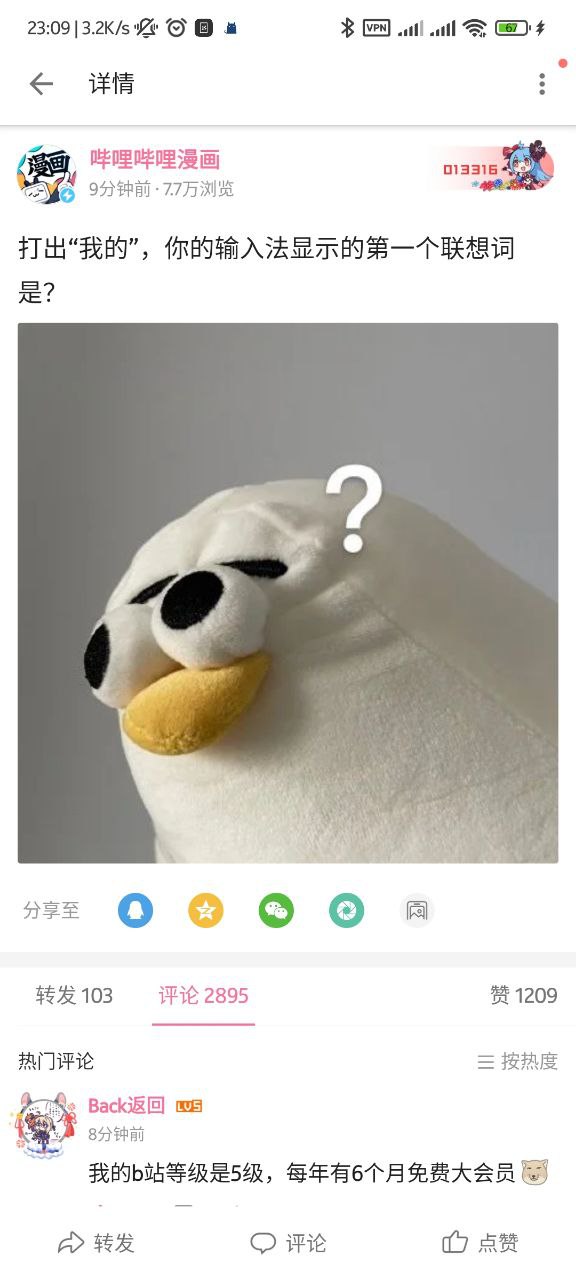 23:09 | 3.2K/s
VPN
67
详情
漫画
哔哩哔哩漫画
9分钟前 · 7.7万浏览
013316
打出“我的”，你的输入法显示的第一个联想词
是？
?
分享至
转发 103
评论 2895
赞 1209
热门评论
按热度
Back返回
LV5
8分钟前
我的b站等级是5级，每年有6个月免费大会员
转发
评论
点赞